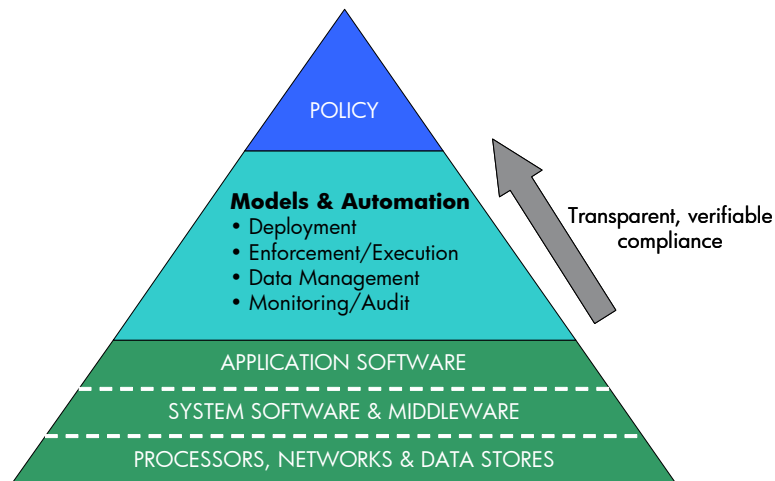 POLICY
Models & Automation
• Deployment
• Enforcement/Execution
• Data Management
• Monitoring/Audit
Transparent, verifiable
compliance
APPLICATION SOFTWARE
SYSTEM SOFTWARE & MIDDLEWARE
PROCESSORS, NETWORKS & DATA STORES